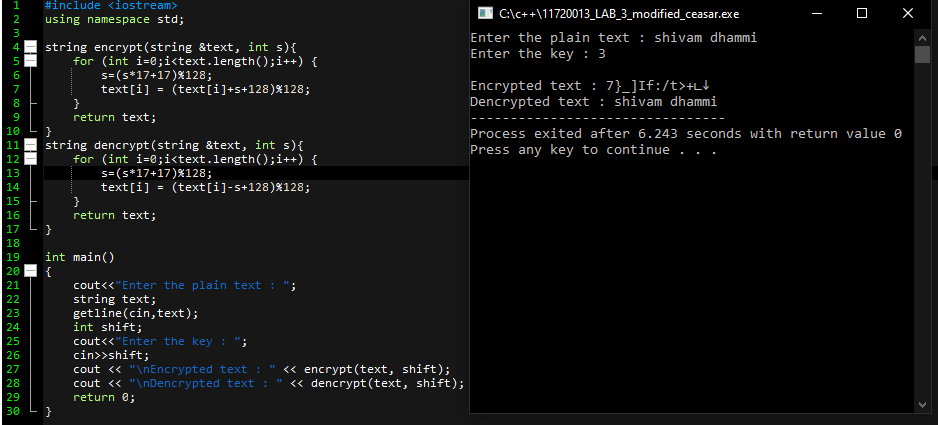 1 #include <iostream>
2 using namespace std;
3
4 string encrypt(string &text, int s){
5 for (int i=0;i<text.length();i++) {
6 s=(s*17+17)%128;
7 text[i] = (text[i]+s+128)%128;
8 }
9 return text;
10 }
11 string dencrypt(string &text, int s){
12 for (int i=0;i<text.length();i++) {
13 s=(s*17+17)%128;
14 text[i] = (text[i]-s+128)%128;
15 }
16 return text;
17 }
18
19 int main()
20 {
21 cout<<"Enter the plain text : ";
22 string text;
23 getline(cin,text);
24 int shift;
25 cout<<"Enter the key : ";
26 cin>>shift;
27 cout << "\nEncrypted text : " << encrypt(text, shift);
28 cout << "\nDencrypted text : " << dencrypt(text, shift);
29 return 0;
30 }
C:\c++\11720013_LAB_3_modified_ceasar.exe
Enter the plain text : shivam dhammi
Enter the key : 3
Encrypted text : 7}_]If:/t>+∟↓
Dencrypted text : shivam dhammi
--------------------------------
Process exited after 6.243 seconds with return value 0
Press any key to continue . . .